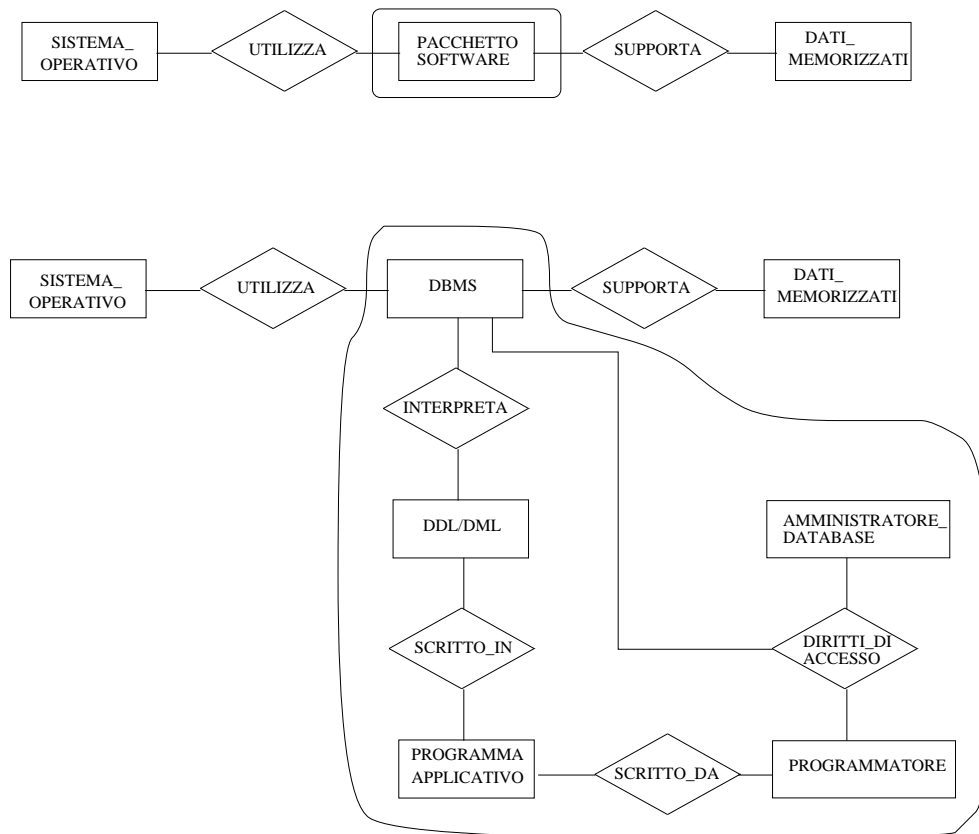 SISTEMA_
OPERATIVO
UTILIZZA
PACCHETTO
SOFTWARE
SUPPORTA
DATI_
MEMORIZZATI
SISTEMA_
OPERATIVO
UTILIZZA
DBMS
SUPPORTA
DATI_
MEMORIZZATI
INTERPRETA
DDL/DML
AMMINISTRATORE_
DATABASE
SCRITTO_IN
DIRITTI_DI
ACCESSO
PROGRAMMA
APPLICATIVO
SCRITTO_DA
PROGRAMMATORE